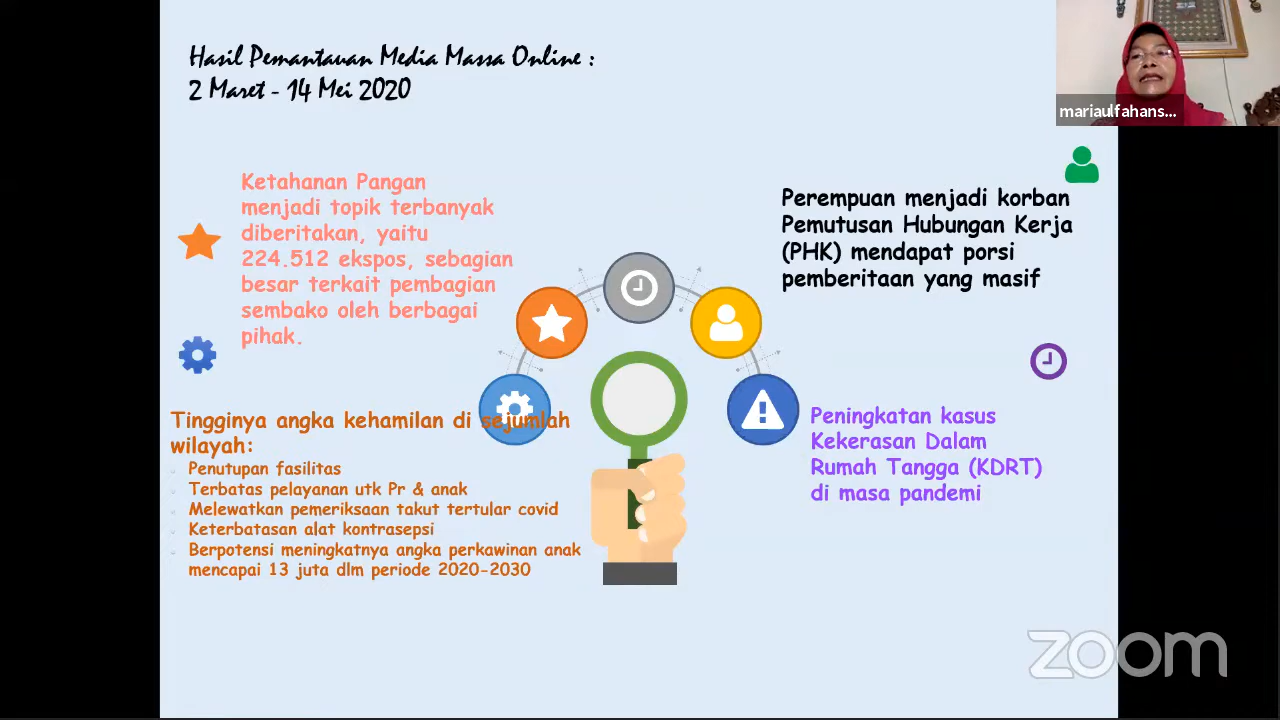 Hasil Pemantauan Media Massa Online :
2 Maret - 14 Mei 2020
mariaulfahans...
Ketahanan Pangan
menjadi topik terbanyak
diberitakan, yaitu
224.512 ekspos, sebagian
besar terkait pembagian
sembako oleh berbagai
pihak.
Perempuan menjadi korban
Pemutusan Hubungan Kerja
(PHK) mendapat porsi
pemberitaan yang masif
Tingginya angka kehamilan di sejumlah
wilayah:
Penutupan fasilitas
Terbatas pelayanan utk Pr & anak
Melewatkan pemeriksaan takut tertular covid
Keterbatasan alat kontrasepsi
Berpotensi meningkatnya angka perkawinan anak
mencapai 13 juta dlm periode 2020-2030
Peningkatan kasus
Kekerasan Dalam
Rumah Tangga (KDRT)
di masa pandemi
zoom